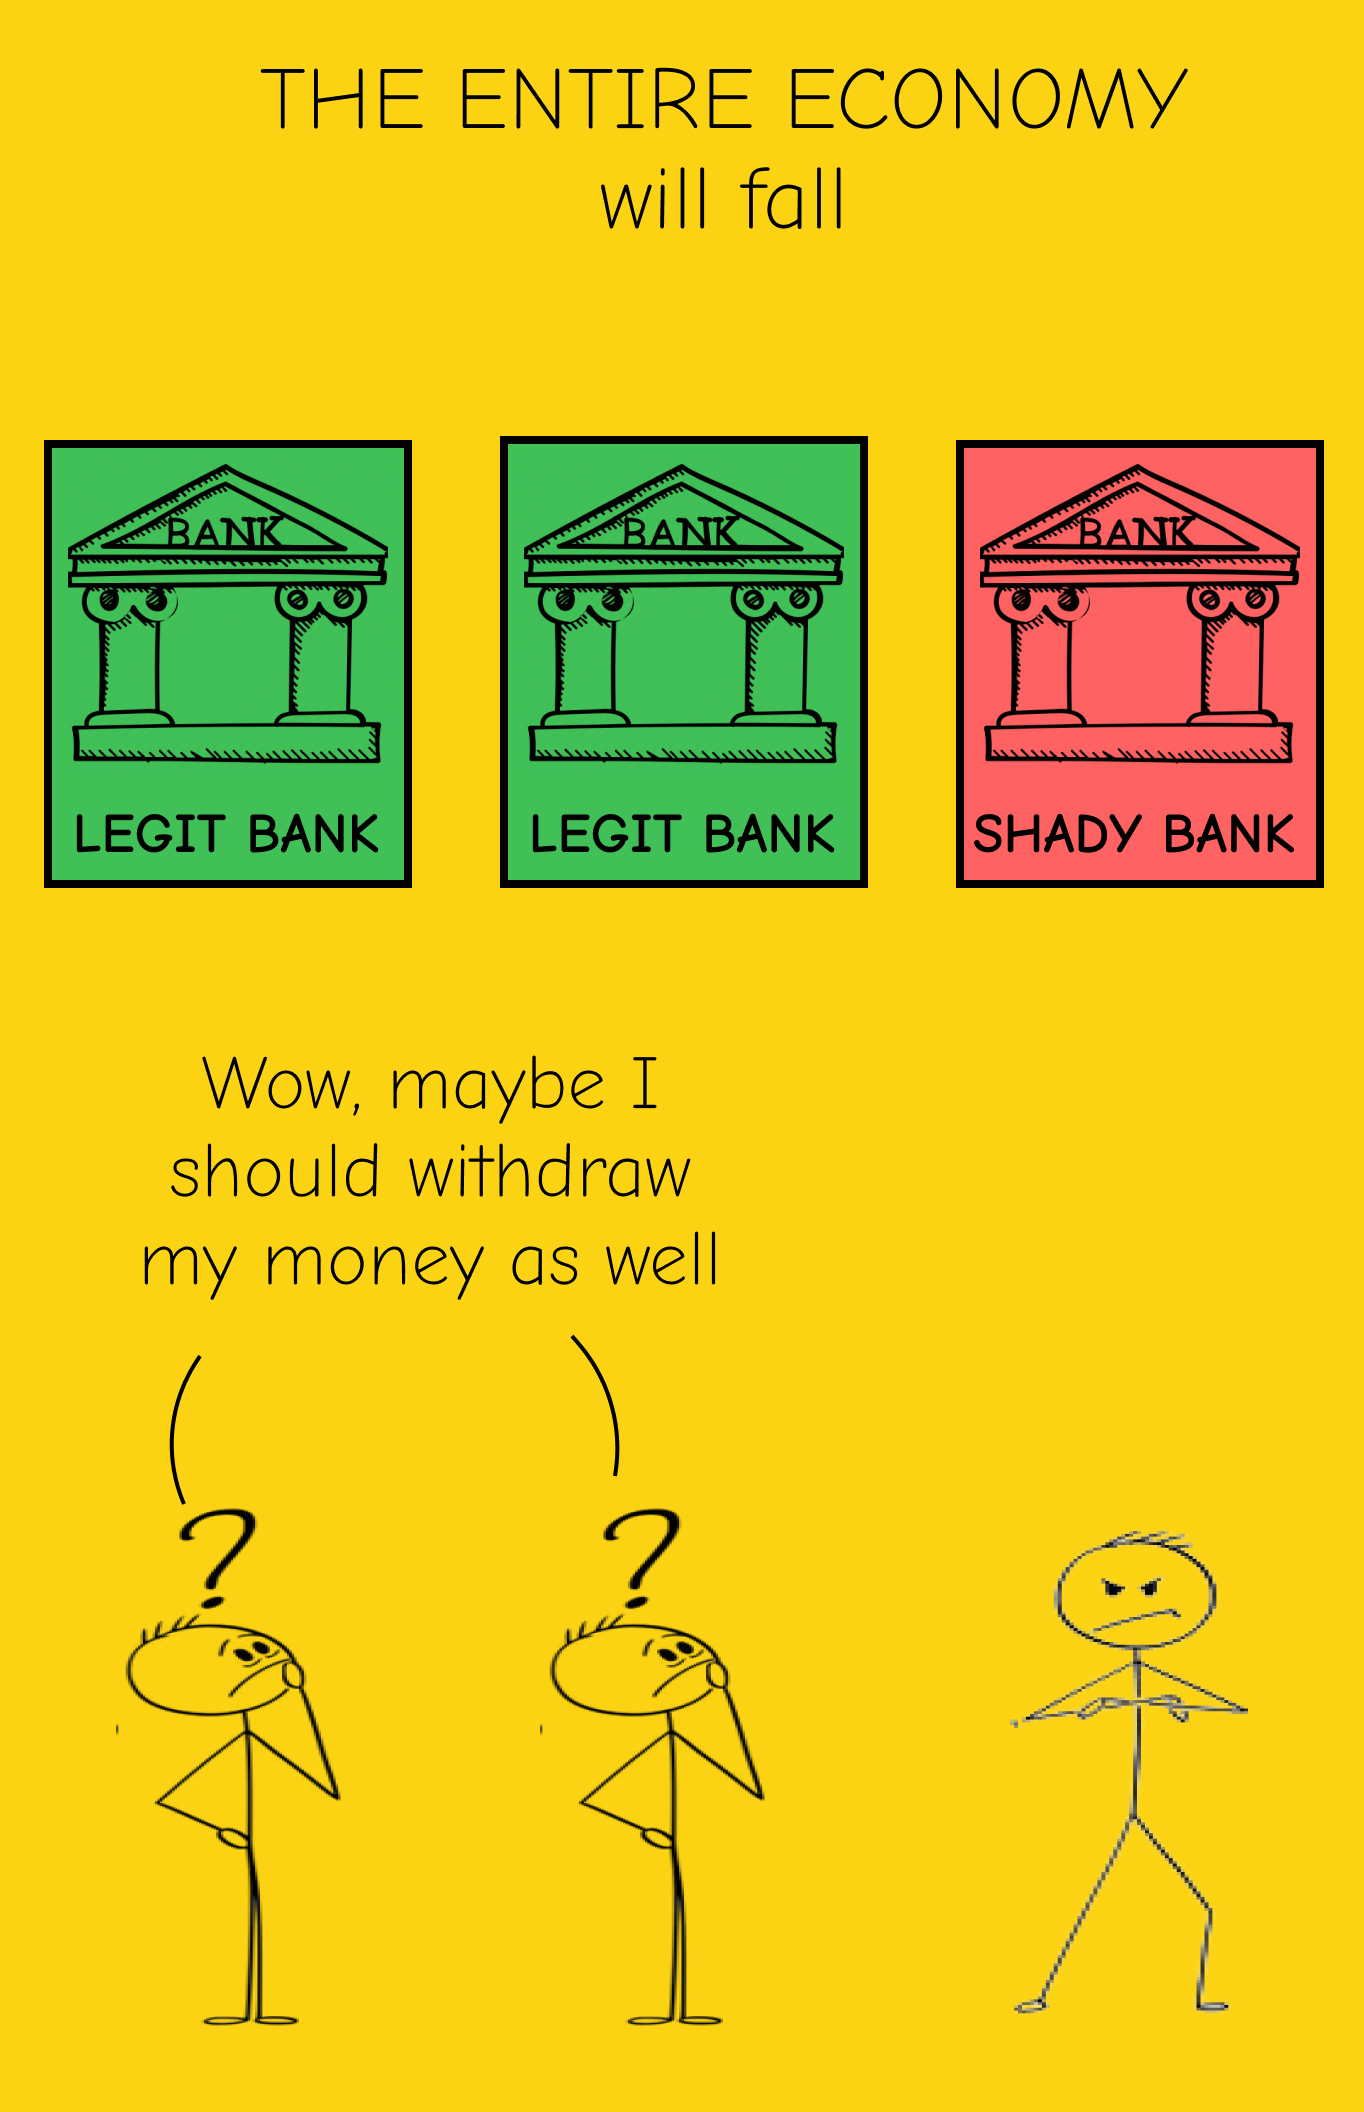 THE ENTIRE ECONOMY
will fall
BANK
BANK
BANK
LEGIT BANK
LEGIT BANK
SHADY BANK
Wow, maybe I
should withdraw
my money as well
?
?